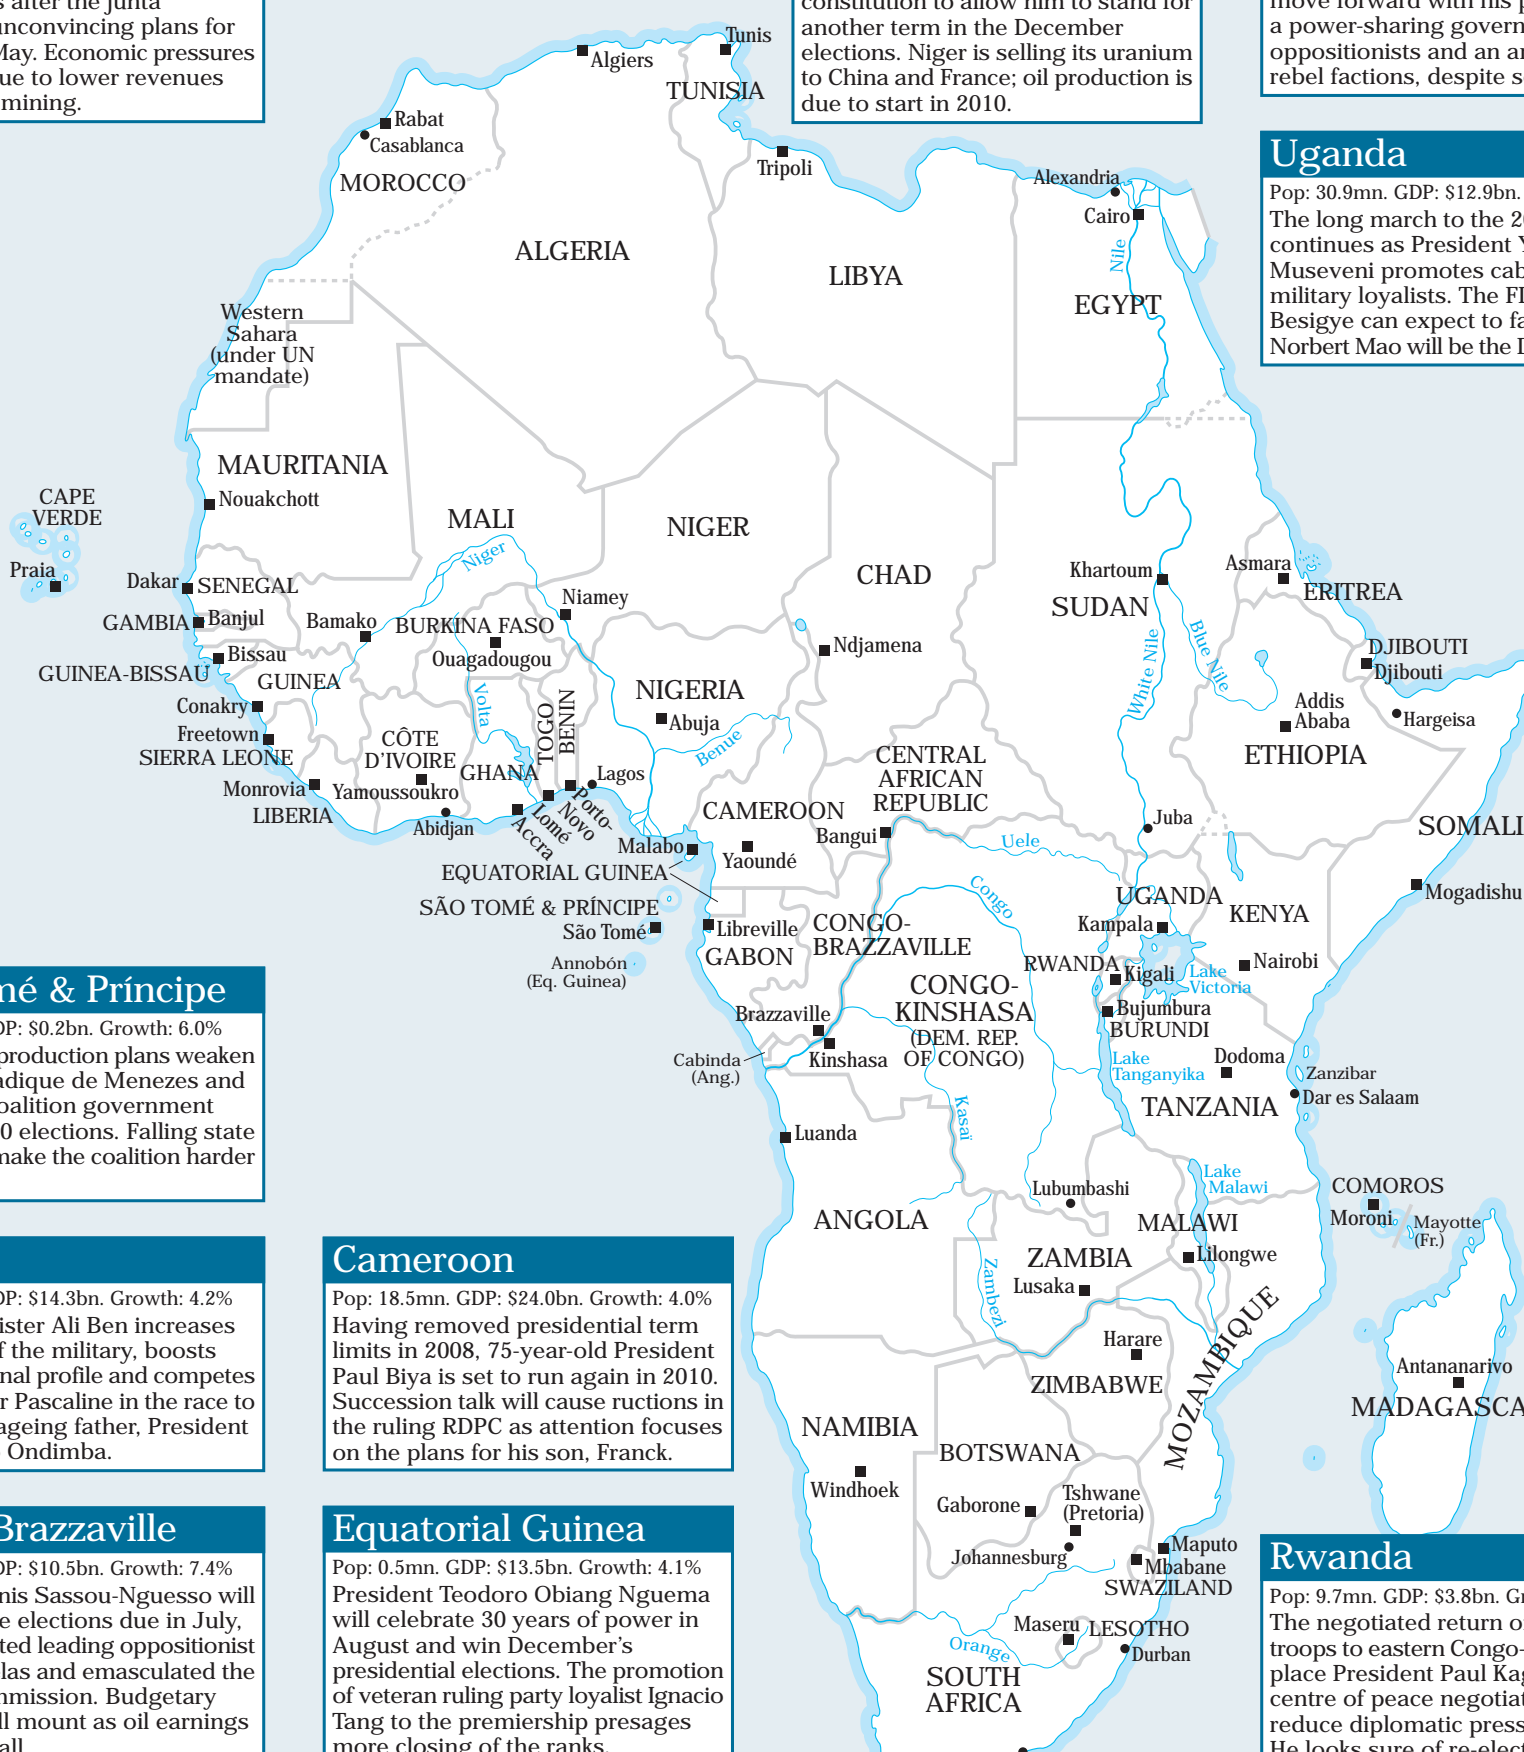 s after the junta
unconvincing plans for
May. Economic pressures
ue to lower revenues
mining.
constitution to allow him to stand for
another term in the December
elections. Niger is selling its uranium
to China and France; oil production is
due to start in 2010.
move forward with his
a power-sharing govern
oppositionists and an
rebel factions, despite
Uganda
Pop: 30.9mn. GDP: $12.9bn.
The long march to the
continues as President
Museveni promotes cab
military loyalists. The
Besigye can expect to fa
Norbert Mao will be the
Tunis
Algiers
TUNISIA
Rabat
Casablanca
Tripoli
MOROCCO
Alexandria
Cairo
Nile
ALGERIA
LIBYA
EGYPT
Western
Sahara
(under UN
mandate)
MAURITANIA
Nouakchott
CAPE
VERDE
Praia
MALI
Niger
NIGER
CHAD
Khartoum
SUDAN
Asmara
ERITREA
Dakar
SENEGAL
GAMBIA
Banjul
Bamako
BURKINA FASO
Ouagadougou
Niamey
Ndjamena
White Nile
Blue Nile
DJIBOUTI
Djibouti
Bissau
GUINEA-BISSAU
GUINEA
Conakry
Freetown
SIERRA LEONE
Monrovia
LIBERIA
CÔTE
D'IVOIRE
Yamoussoukro
Abidjan
Volta
GHANA
Accra
TOGO
Lomé
BENIN
Porto-
Novo
Lagos
NIGERIA
Abuja
Benue
CENTRAL
AFRICAN
REPUBLIC
Bangui
Addis
Ababa
Hargeisa
ETHIOPIA
CAMEROON
Yaoundé
Malabo
EQUATORIAL GUINEA
SÃO TOMÉ & PRÍNCIPE
São Tomé
Annobón
(Eq. Guinea)
Libreville
GABON
CONGO-
BRAZZAVILLE
Brazzaville
Uele
Congo
Juba
SOMALI
Mogadishu
UGANDA
Kampala
KENYA
Nairobi
RWANDA
Kigali
Lake
Victoria
CONGO-
KINSHASA
(DEM. REP.
OF CONGO)
Kinshasa
Cabinda
(Ang.)
Bujumbura
BURUNDI
Lake
Tanganyika
Dodoma
Zanzibar
Dar es Salaam
TANZANIA
Kasaï
Luanda
ANGOLA
Lubumbashi
Lake
Malawi
MALAWI
Lilongwe
COMOROS
Moroni
Mayotte
(Fr.)
ZAMBIA
Lusaka
Zambezi
Harare
ZIMBABWE
MOZAMBIQUE
Antananarivo
MADAGASCA
NAMIBIA
Windhoek
BOTSWANA
Gaborone
Tshwane
(Pretoria)
Johannesburg
Maputo
Mbabane
SWAZILAND
Maseru
LESOTHO
Durban
Orange
SOUTH
AFRICA
mé & Príncipe
DP: $0.2bn. Growth: 6.0%
production plans weaken
adique de Menezes and
oalition government
0 elections. Falling state
make the coalition harder
DP: $14.3bn. Growth: 4.2%
ister Ali Ben increases
f the military, boosts
nal profile and competes
r Pascaline in the race to
ageing father, President
Ondimba.
Brazzaville
DP: $10.5bn. Growth: 7.4%
nis Sassou-Nguesso will
e elections due in July,
ted leading oppositionist
las and emasculated the
mmission. Budgetary
ll mount as oil earnings
all.
Cameroon
Pop: 18.5mn. GDP: $24.0bn. Growth: 4.0%
Having removed presidential term
limits in 2008, 75-year-old President
Paul Biya is set to run again in 2010.
Succession talk will cause ructions in
the ruling RDPC as attention focuses
on the plans for his son, Franck.
Equatorial Guinea
Pop: 0.5mn. GDP: $13.5bn. Growth: 4.1%
President Teodoro Obiang Nguema
will celebrate 30 years of power in
August and win December's
presidential elections. The promotion
of veteran ruling party loyalist Ignacio
Tang to the premiership presages
more closing of the ranks.
Rwanda
Pop: 9.7mn. GDP: $3.8bn.
The negotiated return
troops to eastern Congo-
place President Paul Kag
centre of peace negotiat
reduce diplomatic press
He looks sure of re-elect